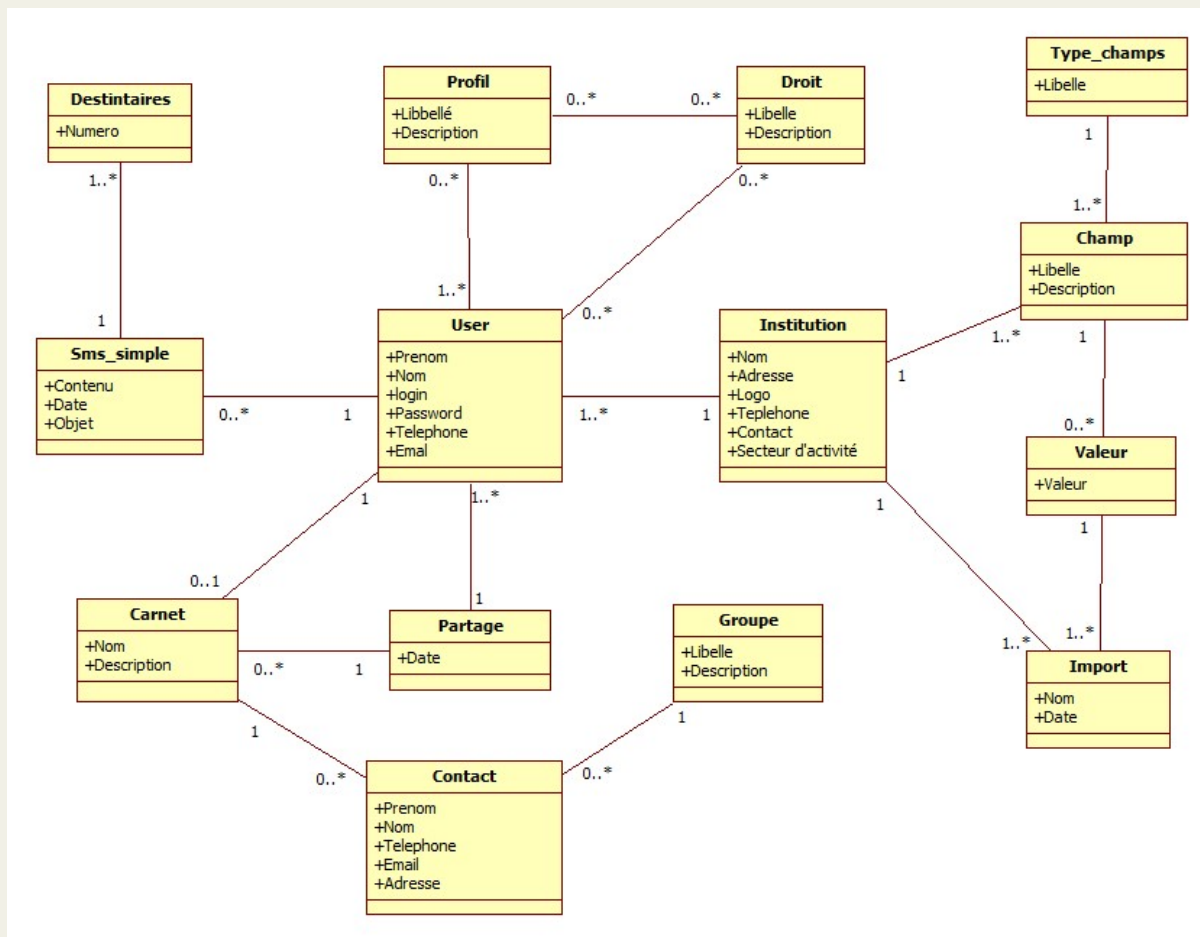 Type_champs
+Libelle
Profil
+Libbellé
+Description
0..*
0..*
Droit
+Libelle
+Description
Destintaires
+Numero
1
1..*
0..*
0..*
1..*
Champ
+Libelle
+Description
1..*
0..*
1
User
+Prenom
+Nom
+login
+Password
+Telephone
+Emal
Institution
+Nom
+Adresse
+Logo
+Teplehone
+Contact
+Secteur d'activité
1..*
1
1
0..*
Sms_simple
+Contenu
+Date
+Objet
0..*
1
1..*
1
Valeur
+Valeur
1
1..*
1
1
0..1
1
1..*
1..*
Carnet
+Nom
+Description
Partage
+Date
0..*
1
Groupe
+Libelle
+Description
Import
+Nom
+Date
1
0..*
1
0..*
Contact
+Prenom
+Nom
+Telephone
+Email
+Adresse